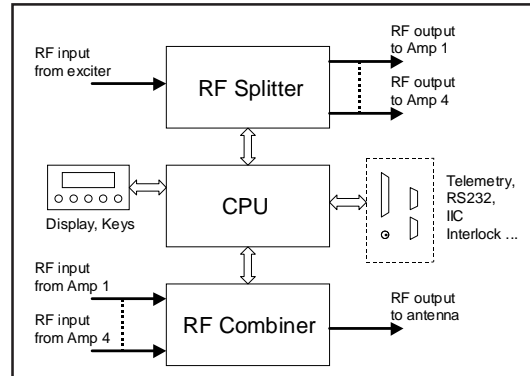 RF input
from exciter
RF Splitter
RF output
to Amp 1
RF output
to Amp 4
Display, Keys
CPU
Telemetry,
RS232,
IIC
Interlock ...
RF input
from Amp 1
RF input
from Amp 4
RF Combiner
RF output
to antenna